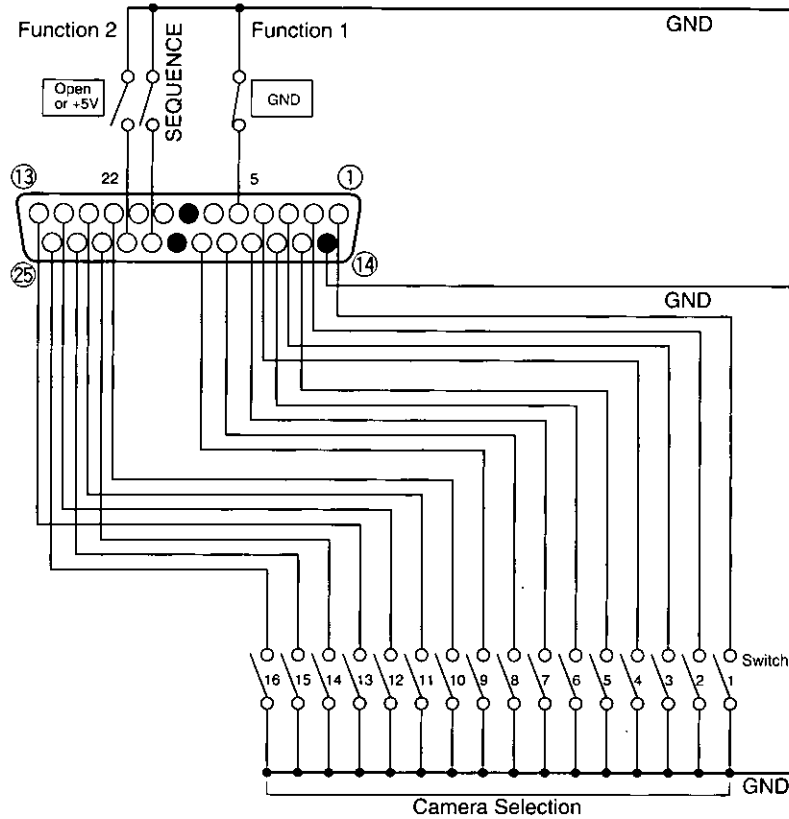 Function 2
Function 1
GND
Open
or +5V
SEQUENCE
GND
13
22
5
1
25
14
GND
Switch
16 15 14 13 12 11 10 9 8 7 6 5 4 3 2 1
GND
Camera Selection